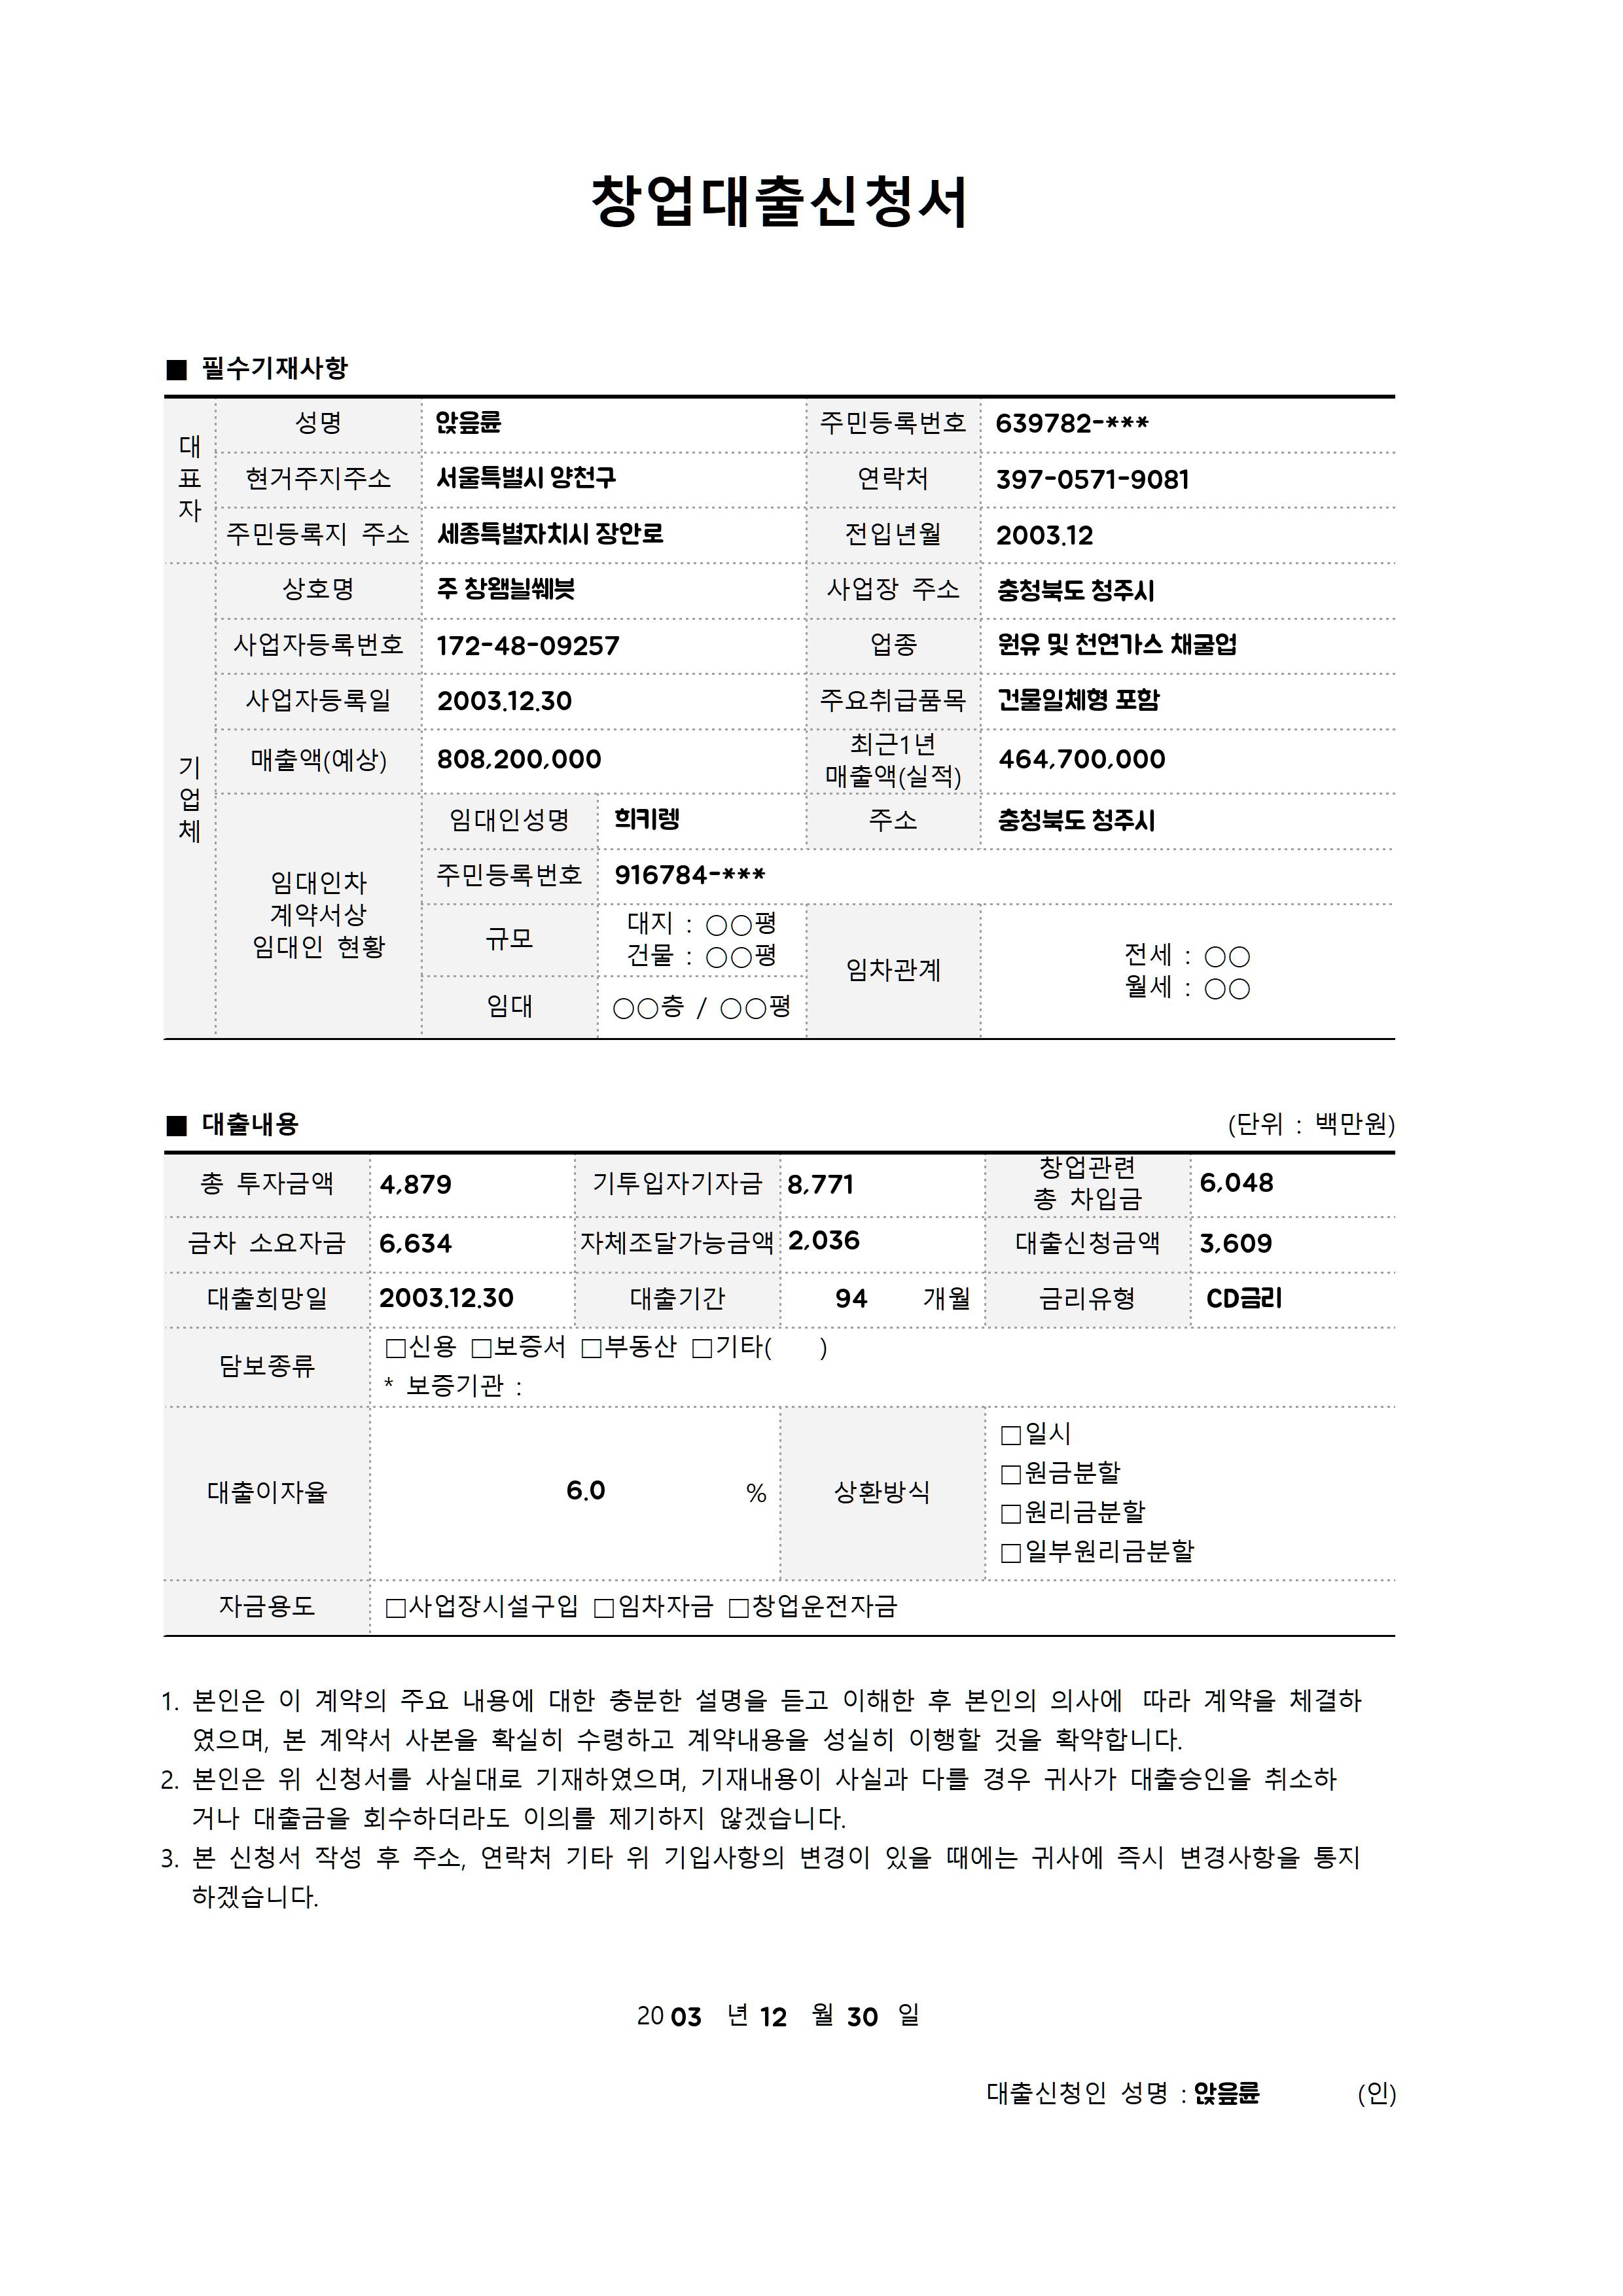 창업대출신청서
■ 필수기재사항
대표자
성명 앉읖륜 주민등록번호 639782-***
현거주지주소 서울특별시 양천구 연락처 397-0571-9081
주민등록지 주소 세종특별자치시 장안로 전입년월 2003.12
기업체
상호명 주 창왬늴쒜븟 사업장 주소 충청북도 청주시
사업자등록번호 172-48-09257 업종 원유 및 천연가스 채굴업
사업자등록일 2003.12.30 주요취급품목 건물일체형 포함
매출액(예상) 808,200,000 최근1년 매출액(실적) 464,700,000
임대인차
계약서상
임대인 현황
임대인성명 희키렝 주소 충청북도 청주시
주민등록번호 916784-***
규모 대지 : ○○평
건물 : ○○평
임대 ○○층 / ○○평
임차관계 전세 : ○○
월세 : ○○
■ 대출내용 (단위 : 백만원)
총 투자금액 4,879 기투입자기자금 8,771 창업관련 총 차입금 6,048
금차 소요자금 6,634 자체조달가능금액 2,036 대출신청금액 3,609
대출희망일 2003.12.30 대출기간 94 개월 금리유형 CD금리
담보종류 □신용 □보증서 □부동산 □기타( )
* 보증기관 :
대출이자율 6.0 % 상환방식
□일시
□원금분할
□원리금분할
□일부원리금분할
자금용도 □사업장시설구입 □임차자금 □창업운전자금
1. 본인은 이 계약의 주요 내용에 대한 충분한 설명을 듣고 이해한 후 본인의 의사에 따라 계약을 체결하
였으며, 본 계약서 사본을 확실히 수령하고 계약내용을 성실히 이행할 것을 확약합니다.
2. 본인은 위 신청서를 사실대로 기재하였으며, 기재내용이 사실과 다를 경우 귀사가 대출승인을 취소하
거나 대출금을 회수하더라도 이의를 제기하지 않겠습니다.
3. 본 신청서 작성 후 주소, 연락처 기타 위 기입사항의 변경이 있을 때에는 귀사에 즉시 변경사항을 통지
하겠습니다.
20 03 년 12 월 30 일
대출신청인 성명 : 앉읖륜 (인)